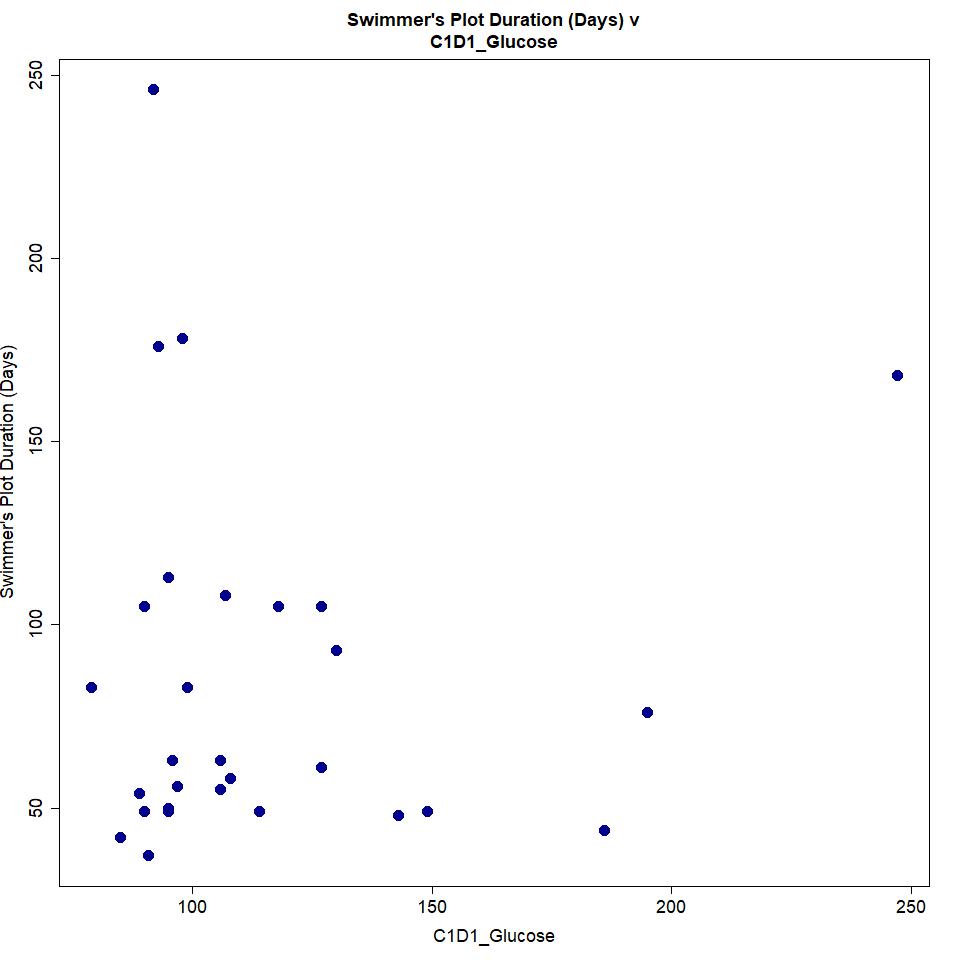 Swimmer's Plot Duration (Days) v
C1D1_Glucose
Swimmer's Plot Duration (Days)
250
200
150
100
50
100
150
200
250
C1D1_Glucose